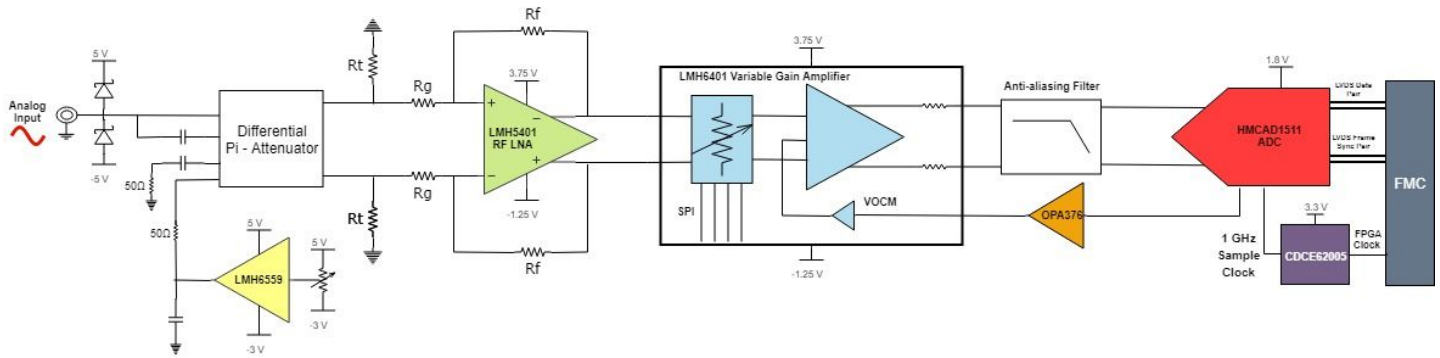 Analog
Input
5 V
-5 V
50Ω
50Ω
Differential
Pi - Attenuator
LMH6559
5 V
-3 V
5 V
-3 V
Rt
Rt
Rg
Rg
Rf
Rf
3.75 V
LMH5401
RF LNA
+
−
−
+
-1.25 V
3.75 V
LMH6401 Variable Gain Amplifier
SPI
VOCM
-1.25 V
Anti-aliasing Filter
OPA376
1.8 V
HMCAD1511
ADC
LVDS Data
Pair
LVDS Frame
Sync Pair
1 GHz
Sample
Clock
3.3 V
CDCE62005
FPGA
Clock
FMC